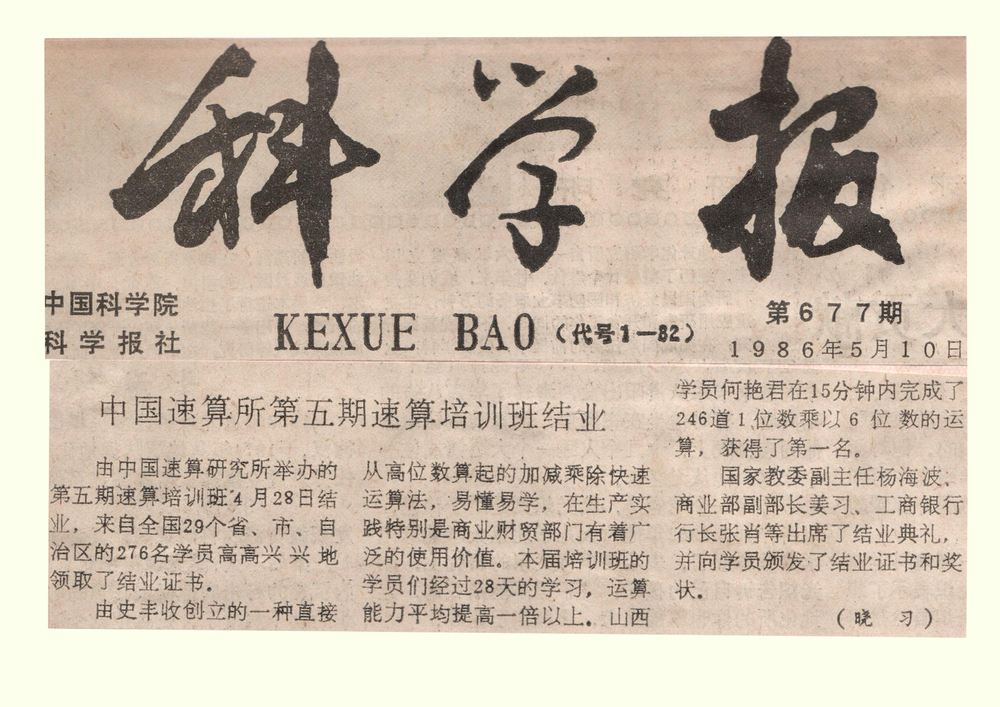 科学报
中国科学院
科学报社
KEXUE BAO（代号1—82）
第677期
1986年5月10日
中国速算所第五期速算培训班结业
由中国速算研究所举办的
第五期速算培训班4月28日结
业，来自全国29个省、市、自
治区的276名学员高高兴兴地
领取了结业证书。
由史丰收创立的一种直接
从高位数算起的加减乘除快速
运算法，易懂易学，在生产实
践特别是商业财贸部门有着广
泛的使用价值。本届培训班的
学员们经过28天的学习，运算
能力平均提高一倍以上。山西
学员何艳君在15分钟内完成了
246道1位数乘以6位数的运
算，获得了第一名。
国家教委副主任杨海波、
商业部副部长姜习、工商银行
行长张肖等出席了结业典礼，
并向学员颁发了结业证书和奖
状。
（晓 习）